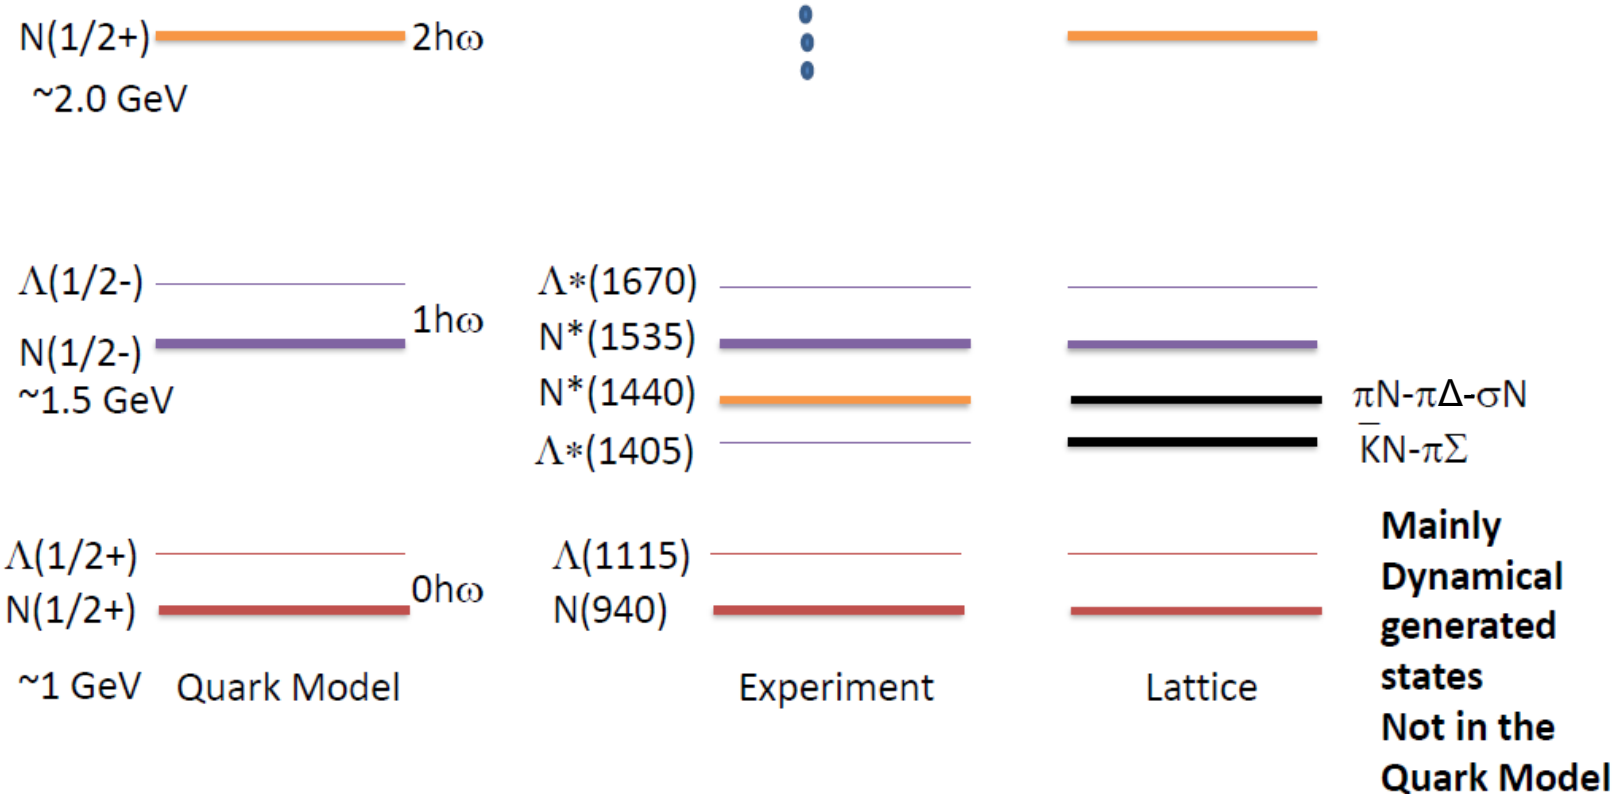 N(1/2+) 2hω
~2.0 GeV
Λ(1/2-)
1hω
N(1/2-)
~1.5 GeV
Λ(1/2+)
0hω
N(1/2+)
~1 GeV
Quark Model
Λ*(1670)
N*(1535)
N*(1440)
Λ*(1405)
Λ(1115)
N(940)
Experiment
Lattice
πN-πΔ-σN
K̅N-πΣ
Mainly
Dynamical
generated
states
Not in the
Quark Model